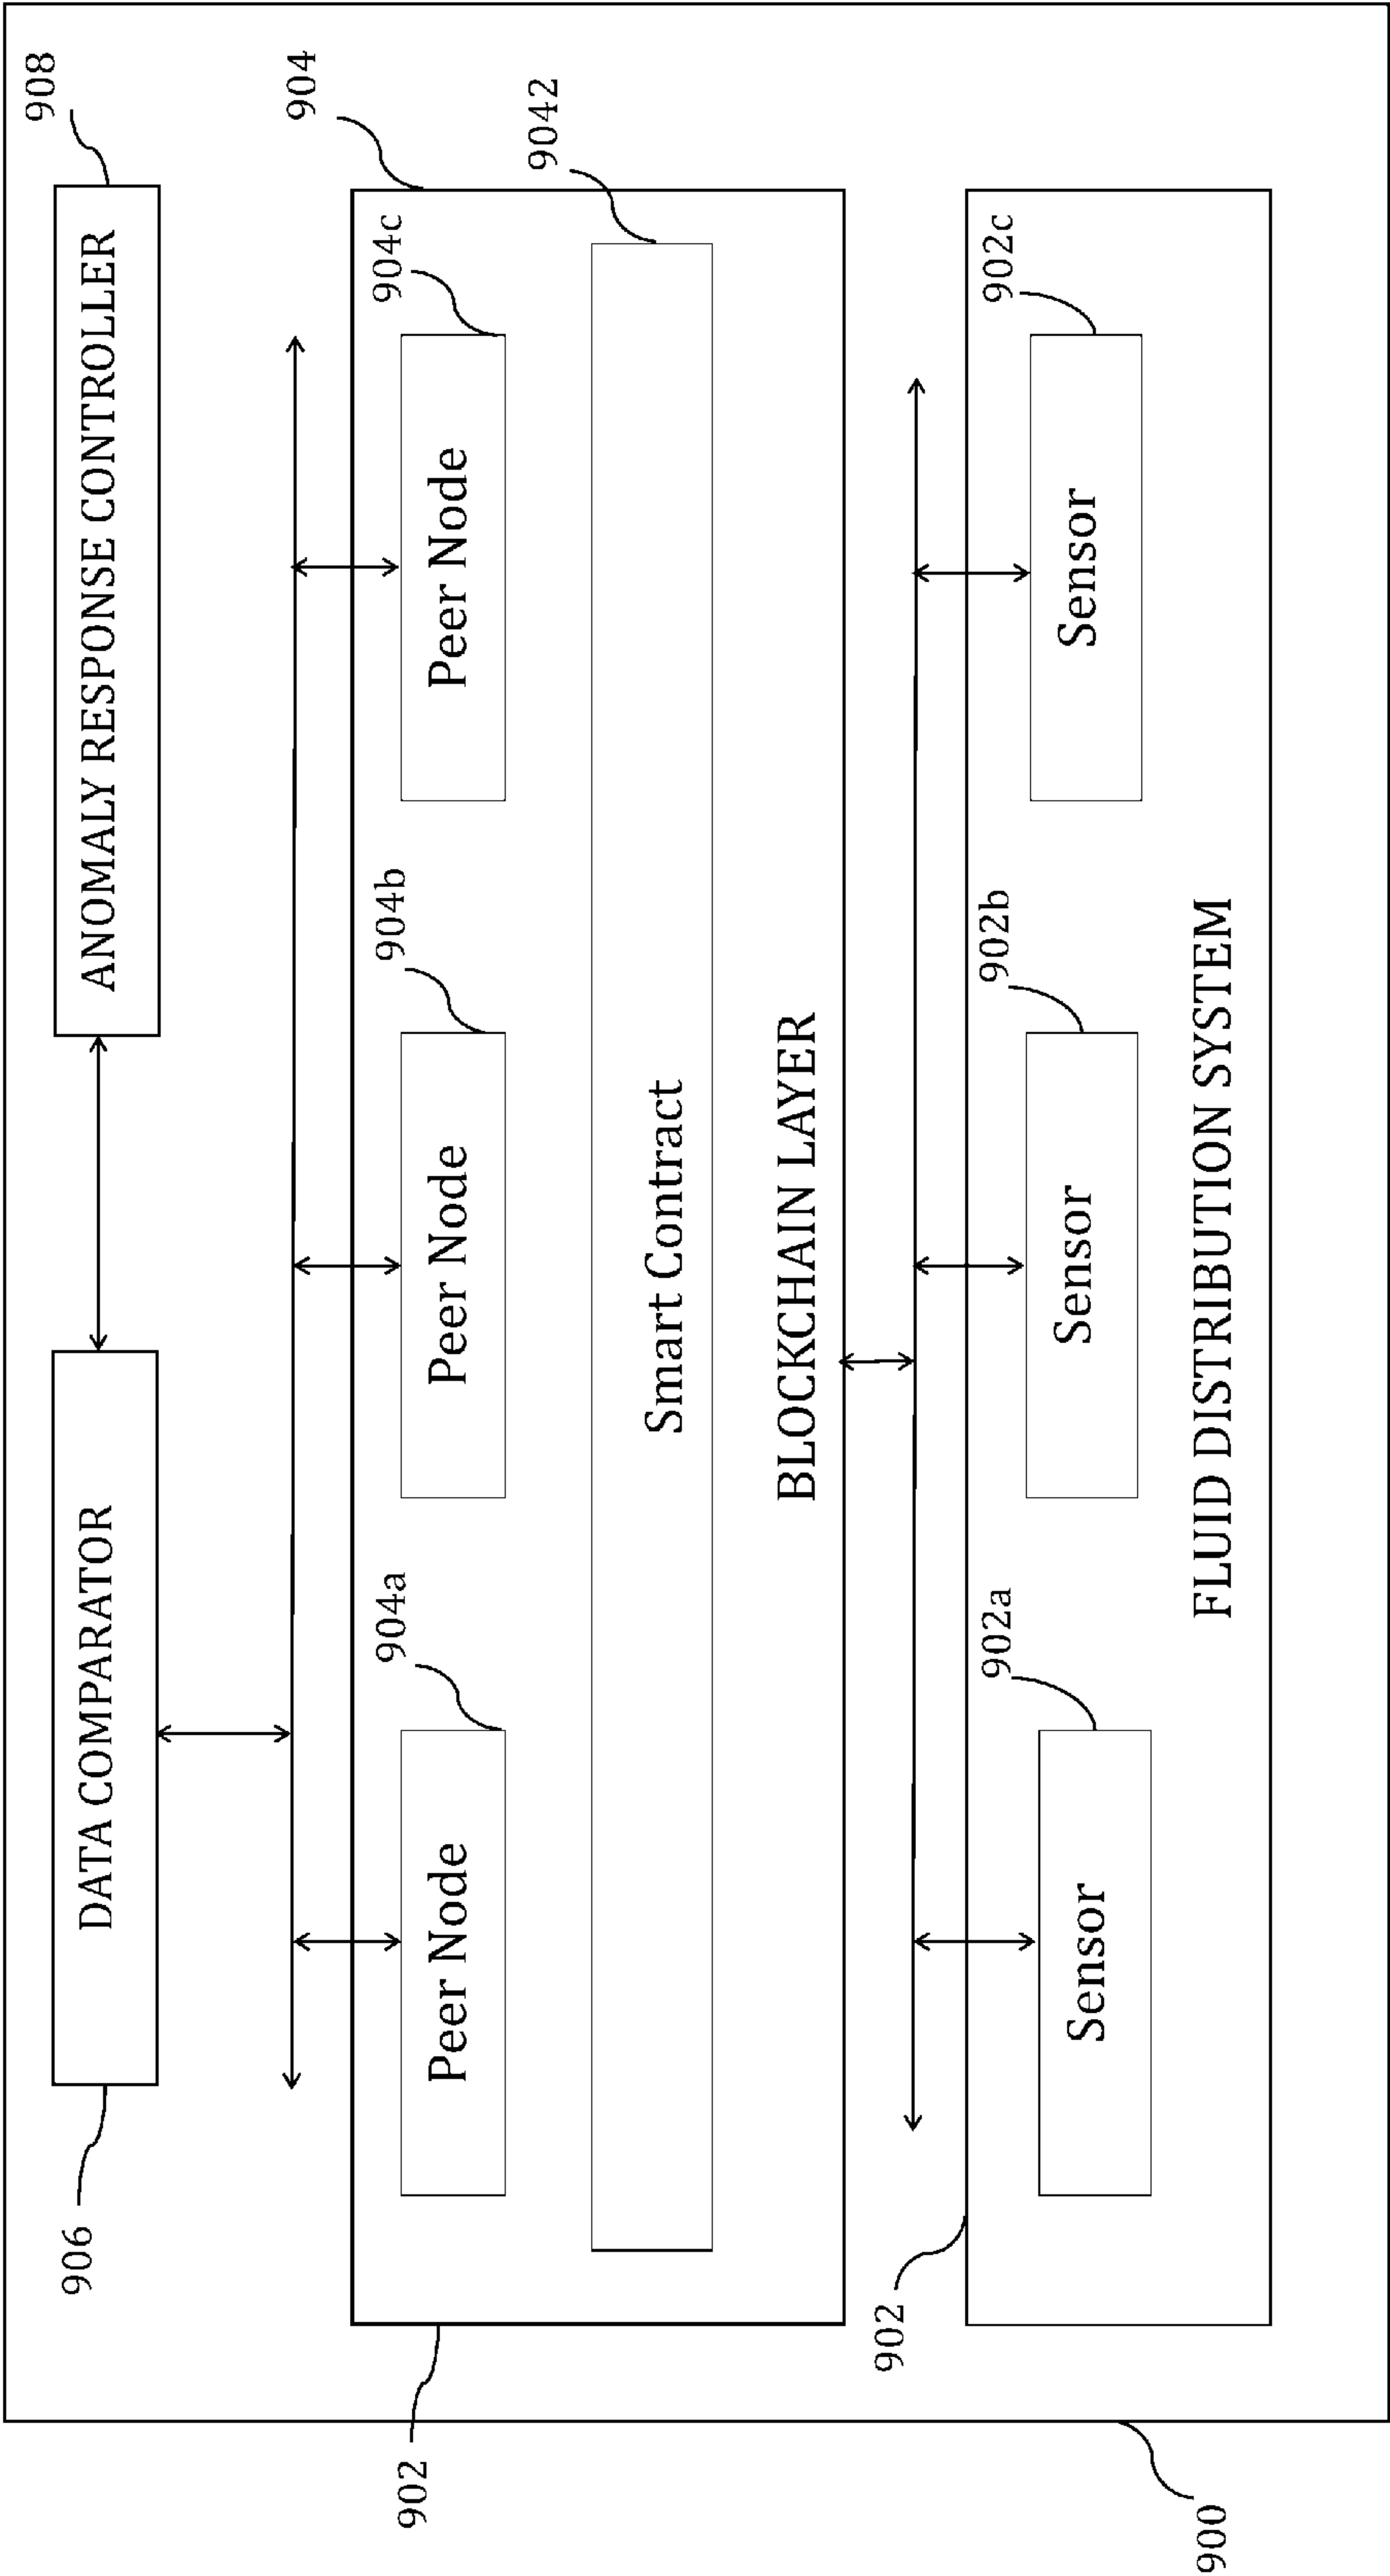 906
DATA COMPARATOR
ANOMALY RESPONSE CONTROLLER
908
904
904a
904b
904c
Peer Node
Peer Node
Peer Node
9042
Smart Contract
BLOCKCHAIN LAYER
902
902
902a
902b
902c
Sensor
Sensor
Sensor
FLUID DISTRIBUTION SYSTEM
900